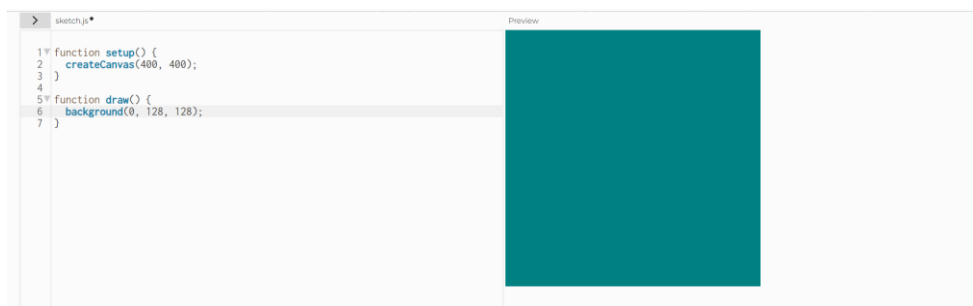 sketch.js•
Preview
1 function setup() {
2 createCanvas(400, 400);
3 }
4
5 function draw() {
6 background(0, 128, 128);
7 }